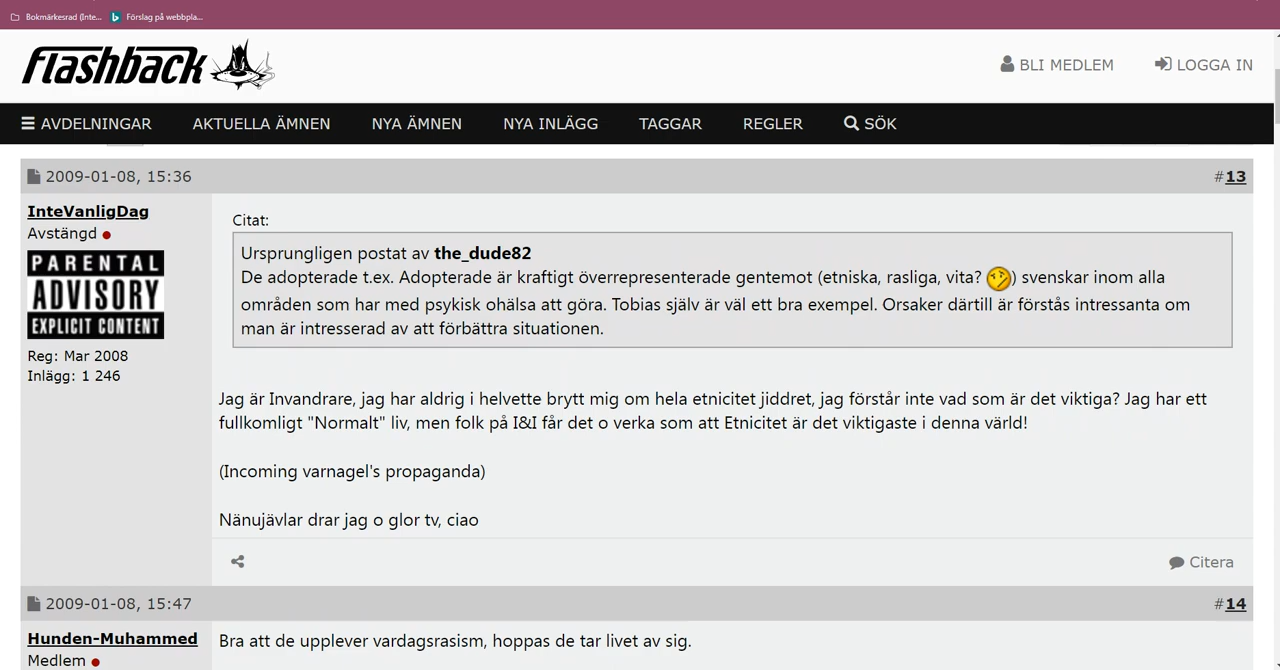 Bokmärkesrad (Inte...
Förslag på webbpla...
flashback
BLI MEDLEM
LOGGA IN
AVDELNINGAR
AKTUELLA ÄMNEN
NYA ÄMNEN
NYA INLÄGG
TAGGAR
REGLER
SÖK
2009-01-08, 15:36
#13
InteVanligDag
Avstängd
PARENTAL
ADVISORY
EXPLICIT CONTENT
Reg: Mar 2008
Inlägg: 1 246
Citat:
Ursprungligen postat av the_dude82
De adopterade t.ex. Adopterade är kraftigt överrepresenterade gentemot (etniska, rasliga, vita? ) svenskar inom alla
områden som har med psykisk ohälsa att göra. Tobias själv är väl ett bra exempel. Orsaker därtill är förstås intressanta om
man är intresserad av att förbättra situationen.
Jag är Invandrare, jag har aldrig i helvette brytt mig om hela etnicitet jiddret, jag förstår inte vad som är det viktiga? Jag har ett
fullkomligt "Normalt" liv, men folk på I&I får det o verka som att Etnicitet är det viktigaste i denna värld!
(Incoming varnagel's propaganda)
Nänujävlar drar jag o glor tv, ciao
Citera
2009-01-08, 15:47
#14
Hunden-Muhammed
Medlem
Bra att de upplever vardagsrasism, hoppas de tar livet av sig.